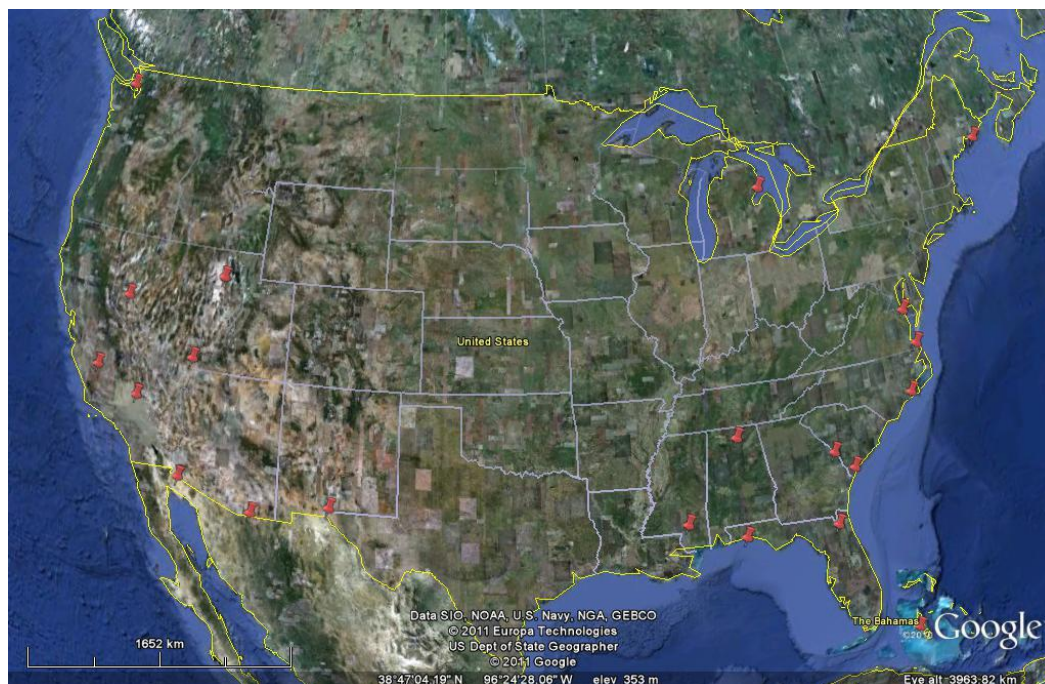 United States
The Bahamas
Data SIO, NOAA, U.S. Navy, NGA, GEBCO
© 2011 Europa Technologies
US Dept of State Geographer
© 2011 Google
Google
1652 km
38°47'04.19" N 96°24'28.06" W elev 353 m
Eye alt 3963.82 km